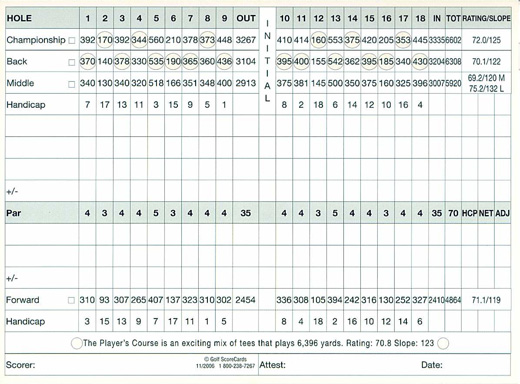 HOLE 1 2 3 4 5 6 7 8 9 OUT INITIAL 10 11 12 13 14 15 16 17 18 IN TOT RATING/SLOPE
Championship 392 170 392 344 560 210 378 373 448 3267 410 414 160 553 375 420 205 353 445 3335 6602 72.0/125
Back 370 140 378 330 535 190 365 360 436 3104 395 400 155 542 362 395 185 340 430 3204 6308 70.1/122
Middle 340 130 340 320 518 166 351 348 400 2913 375 381 145 500 350 375 160 325 396 3007 5920 69.2/120 M 75.2/132 L
Handicap 7 17 13 11 3 15 9 5 1 8 2 18 6 14 12 10 16 4
+/-
Par 4 3 4 4 5 3 4 4 4 35 4 4 3 5 4 4 3 4 4 35 70 HCP NET ADJ
+/-
Forward 310 93 307 265 407 137 323 310 302 2454 336 308 105 394 242 316 130 252 327 2410 4864 71.1/119
Handicap 3 15 13 9 7 17 11 1 5 8 4 18 2 16 10 12 14 6
The Player's Course is an exciting mix of tees that plays 6,396 yards. Rating: 70.8 Slope: 123
Scorer: © Golf ScoreCards 11/2006 1 800-238-7267 Attest: Date: